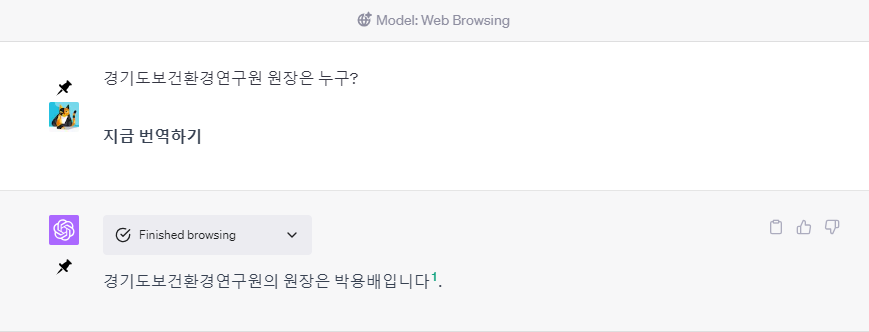 Model: Web Browsing
경기도보건환경연구원 원장은 누구?
지금 번역하기
Finished browsing
경기도보건환경연구원의 원장은 박용배입니다1.